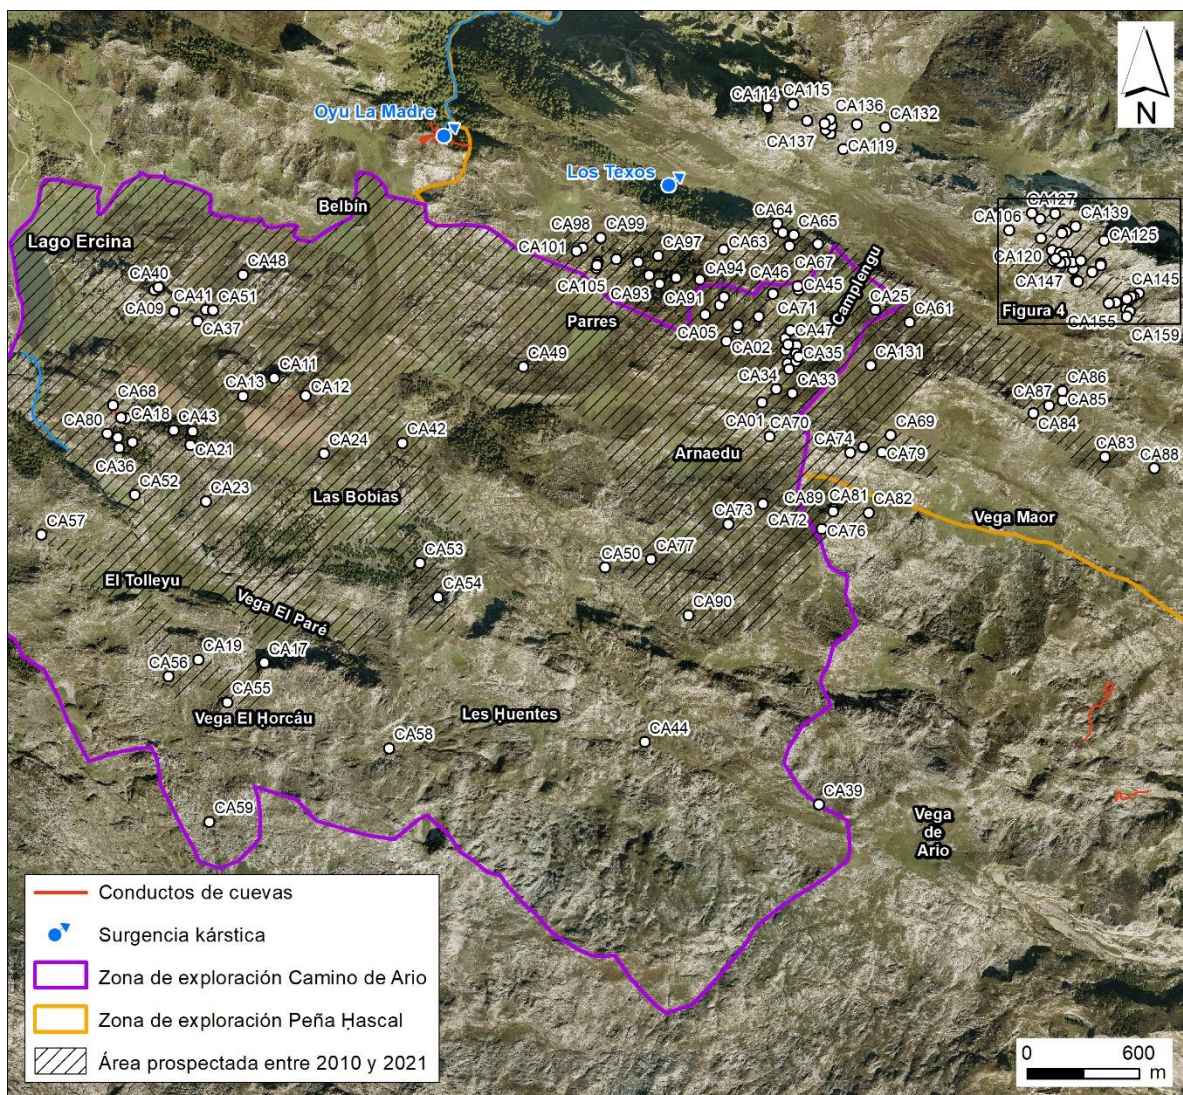 CA114
CA115
CA136
CA132
Oyu La Madre
CA137
CA119
N
Los Texos
Belbín
CA98
CA99
CA64
CA65
CA106
CA127
CA139
CA125
Lago Ercina
CA101
CA97
CA63
CA67
CA120
CA48
CA40
CA105
CA94
CA46
CA45
Camplengu
CA147
CA145
CA09
CA41
CA51
CA93
CA91
CA71
CA25
CA61
Figura 4
CA37
Parres
CA05
CA47
CA155
CA159
CA02
CA35
CA49
CA11
CA13
CA12
CA34
CA33
CA131
CA86
CA87
CA85
CA68
CA18
CA80
CA43
CA42
CA01
CA70
CA69
CA84
CA21
CA24
Arnaedu
CA74
CA79
CA83
CA88
CA36
CA52
CA23
Las Bobias
CA73
CA89
CA81
CA82
CA72
CA76
Vega Maor
CA57
CA53
CA50
CA77
El Tolleyu
CA54
Vega El Paré
CA90
CA19
CA17
CA56
CA55
Vega El Ḥorcáu
Les Ḥuentes
CA58
CA44
CA59
CA39
Vega
de
Ario
Conductos de cuevas
Surgencia kárstica
Zona de exploración Camino de Ario
Zona de exploración Peña Ḥascal
Área prospectada entre 2010 y 2021
0 600
m